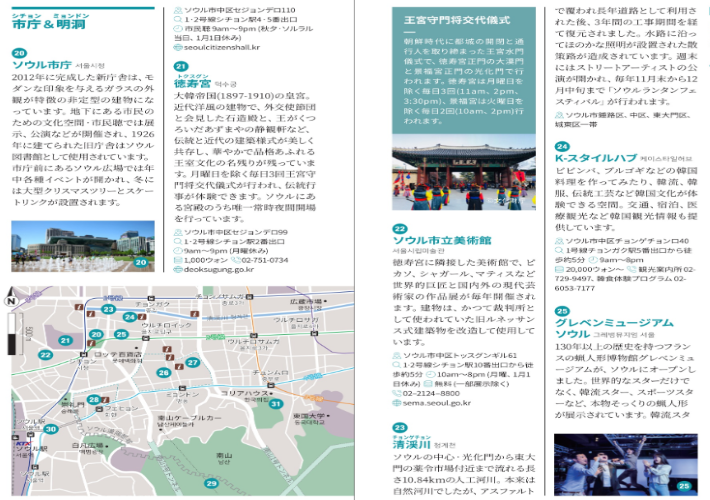 シチョン ミョンドン
市庁&明洞
20
ソウル市庁 서울시청
2012年に完成した新庁舎は、モ
ダンな印象を与えるガラスの外
観が特徴の非定型の建物にな
っています。地下にある市民の
ための文化空間・市民聴では展
示、公演などが開催され、1926
年に建てられた旧庁舎はソウル
図書館として使用されています。
市庁前にあるソウル広場では年
中各種イベントが開かれ、冬に
は大型クリスマスツリーとスケー
トリンクが設置されます。
20
ソウル市中区セジョンデロ110
1・2号線シチョン駅4・5番出口
市民聴 9am~9pm (秋夕・ソルラル
当日、1月1日休み)
seoulcitizenshall.kr
21
トクスグン
徳寿宮 덕수궁
大韓帝国(1897-1910)の皇宮。
近代洋風の建物で、外交使節団
と会見した石造殿と、王がくつ
ろいだあずまやの静観軒など、
伝統と近代の建築様式が美しく
共存し、華やかで品格あふれる
王室文化の名残りが残っていま
す。月曜日を除く毎日3回王宮守
門将交代儀式が行われ、伝統行
事が体験できます。ソウルにあ
る宮殿のうち唯一常時夜間開場
を行っています。
ソウル市中区セジョンデロ99
1・2号線シチョン駅2番出口
9am~9pm (月曜休み)
1,000ウォン 02-751-0734
deoksugung.go.kr
N
500m
23
24
チョンガク
チョンノサムガ
広蔵市場
21
20
25
ウルチロイック
ウルチロサムガ
ウルチロサガ
22
ロッテ百貨店
26
27
チュンムロ
28
ミョンドン
コリアハウス
31
フェヒョン
東国大学
30
ソウル駅
KTX
南山ケーブルカー
白凡広場
南山
남산
29
王宮守門将交代儀式
朝鮮時代に都城の開閉と通
行人を取り締まった王宮水門
儀式で、徳寿宮正門の大漢門
と景福宮正門の光化門で行
われます。徳寿宮は月曜日を
除く毎日3回(11am、2pm、
3:30pm)、景福宮は火曜日を
除く毎日2回(10am、2pm)行
われます。
22
ソウル市立美術館
서울시립미술관
徳寿宮に隣接した美術館で、ピ
カソ、シャガール、マティスなど
世界的巨匠と国内外の現代芸
術家の作品展が毎年開催され
ます。建物は、かつて裁判所と
して使われていた旧ルネッサン
ス式建築物を改造して使用して
います。
ソウル市中区トッスグンギル61
1・2号線シチョン駅10番出口から徒
歩約5分 10am~8pm (月曜、1月1
日休み) 無料(一部展示除く)
02-2124-8800
sema.seoul.go.kr
23
チョンゲチョン
清渓川 청계천
ソウルの中心・光化門から東大
門の薬令市場付近まで流れる長
さ10.84kmの人工河川。本来は
自然河川でしたが、アスファルト
で覆われ長年道路として利用さ
れた後、3年間の工事期間を経
て復元されました。水路に沿っ
てほのかな照明が設置された散
策路が造成されています。週末
にはストリートアーティストの公
演が開かれ、毎年11月末から12
月中旬まで「ソウルランタンフェ
スティバル」が行われます。
ソウル市鍾路区、中区、東大門区、
城東区一帯
24
K-スタイルハブ 케이스타일허브
ビビンバ、プルゴギなどの韓国
料理を作ってみたり、韓流、韓
服、伝統工芸など韓国文化が体
験できる空間。交通、宿泊、医
療観光など韓国観光情報も提
供しています。
ソウル市中区チョンゲチョンロ40
1号線チョンガク駅5番出口から徒
歩約5分 9am~8pm
20,000ウォン 観光案内所 02-
729-9497、韓食体験プログラム 02-
6053-7177
25
グレベンミュージアム
ソウル 그레뱅뮤지엄 서울
130年以上の歴史を持つフラン
スの蝋人形博物館グレベンミュ
ージアムが、ソウルにオープンし
ました。世界的なスターだけで
なく、韓流スター、スポーツスタ
ーなど、本物そっくりの蝋人形
が展示されています。韓流スタ
25